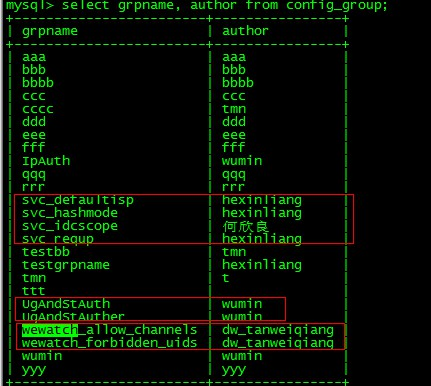 mysql> select grpname, author from config_group;
+----------------------+----------------+
| grpname | author |
+----------------------+----------------+
| aaa | aaa |
| bbb | bbb |
| bbbb | bbbb |
| ccc | ccc |
| cccc | tmn |
| ddd | ddd |
| eee | eee |
| fff | fff |
| IpAuth | wumin |
| qqq | qqq |
| rrr | rrr |
| svc_defaultisp | hexinliang |
| svc_hashmode | hexinliang |
| svc_idcscope | 何欣良 |
| svc_requp | hexinliang |
| testbb | tmn |
| testgrpname | hexinliang |
| tmn | t |
| ttt | |
| UgAndStAuth | wumin |
| UgAndStAuther | wumin |
| wewatch_allow_channels | dw_tanweiqiang |
| wewatch_forbidden_uids | dw_tanweiqiang |
| wumin | wumin |
| yyy | yyy |
+----------------------+----------------+